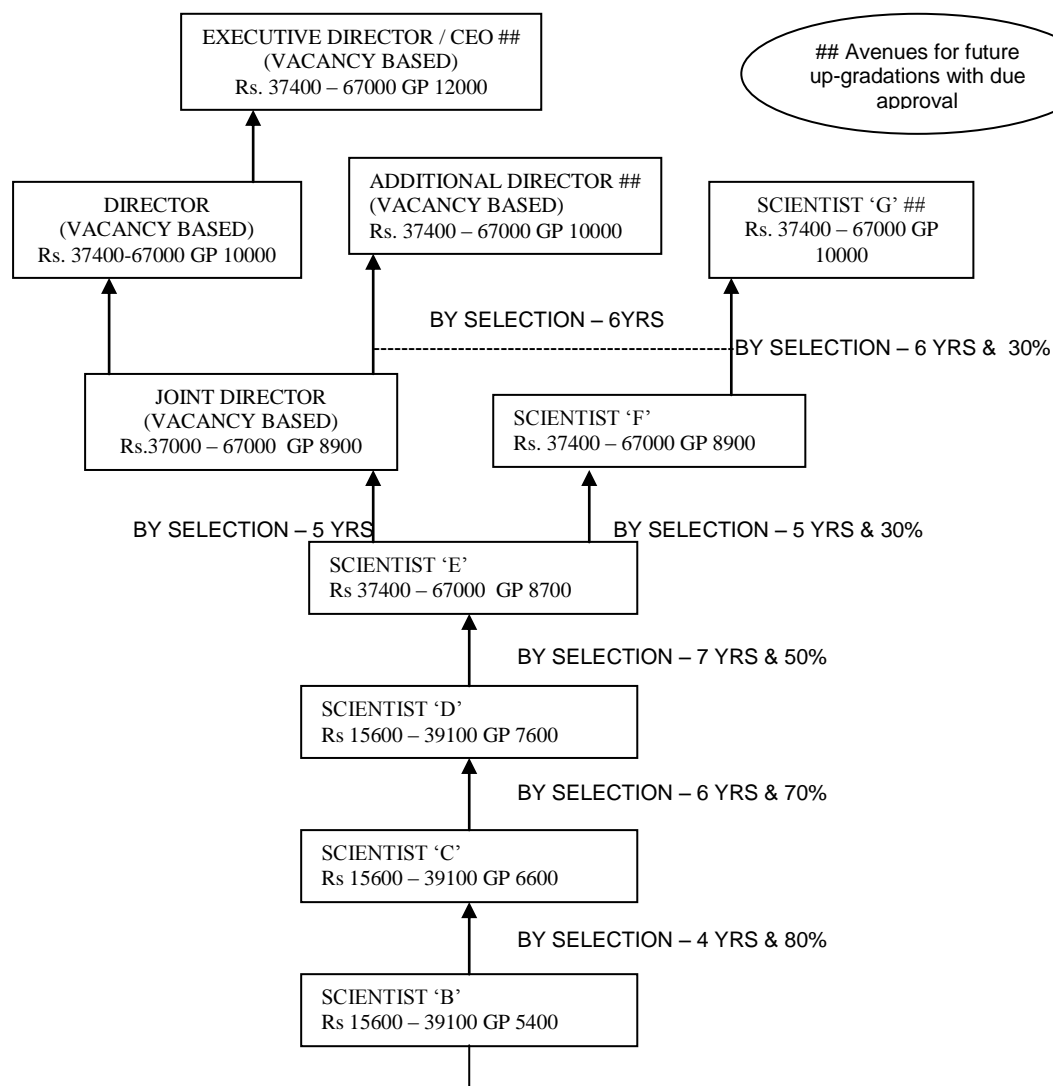 EXECUTIVE DIRECTOR / CEO ##
(VACANCY BASED)
Rs. 37400 – 67000 GP 12000
## Avenues for future
up-gradations with due
approval
DIRECTOR
(VACANCY BASED)
Rs. 37400-67000 GP 10000
ADDITIONAL DIRECTOR ##
(VACANCY BASED)
Rs. 37400 – 67000 GP 10000
SCIENTIST ‘G’ ##
Rs. 37400 – 67000 GP
10000
BY SELECTION – 6YRS
BY SELECTION – 6 YRS & 30%
JOINT DIRECTOR
(VACANCY BASED)
Rs.37000 – 67000 GP 8900
SCIENTIST ‘F’
Rs. 37400 – 67000 GP 8900
BY SELECTION – 5 YRS
BY SELECTION – 5 YRS & 30%
SCIENTIST ‘E’
Rs 37400 – 67000 GP 8700
BY SELECTION – 7 YRS & 50%
SCIENTIST ‘D’
Rs 15600 – 39100 GP 7600
BY SELECTION – 6 YRS & 70%
SCIENTIST ‘C’
Rs 15600 – 39100 GP 6600
BY SELECTION – 4 YRS & 80%
SCIENTIST ‘B’
Rs 15600 – 39100 GP 5400